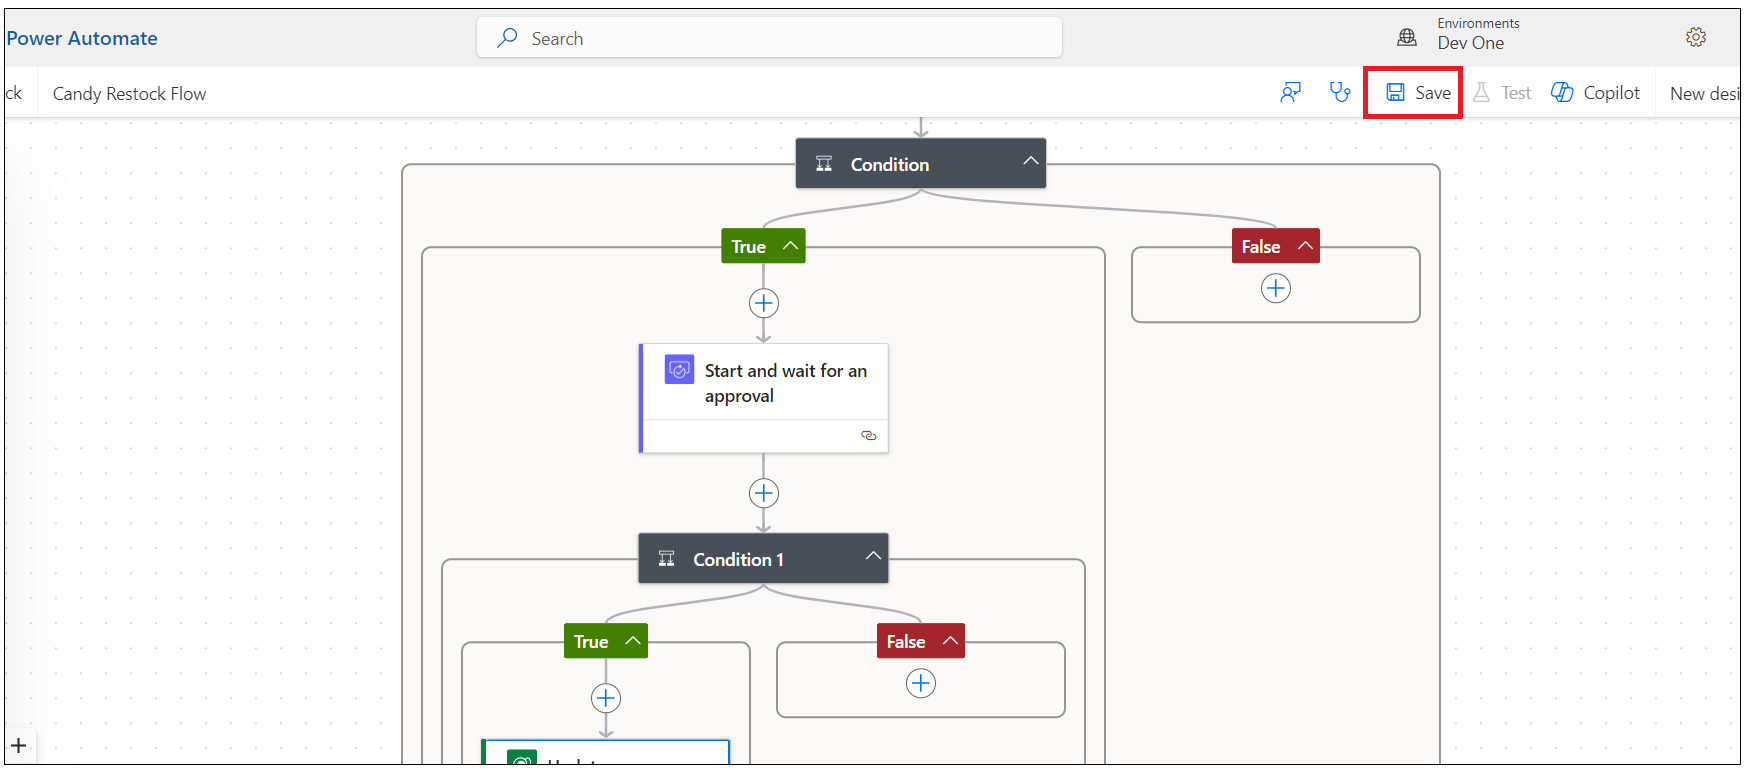 Power Automate
Search
Environments
Dev One
ck
Candy Restock Flow
Save
Test
Copilot
New desi
Condition
True
False
Start and wait for an
approval
Condition 1
True
False